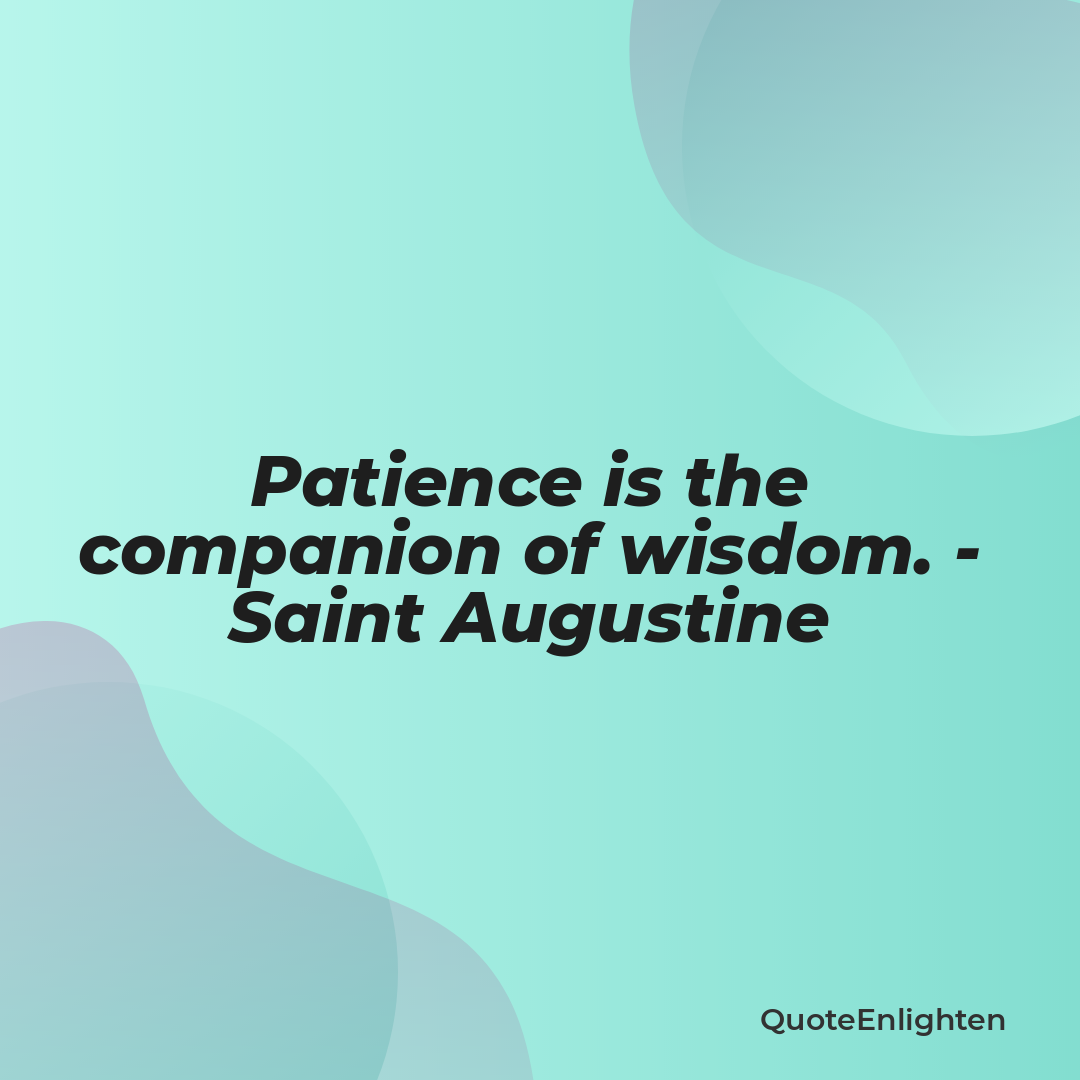 Patience is the
companion of wisdom. -
Saint Augustine
QuoteEnlighten